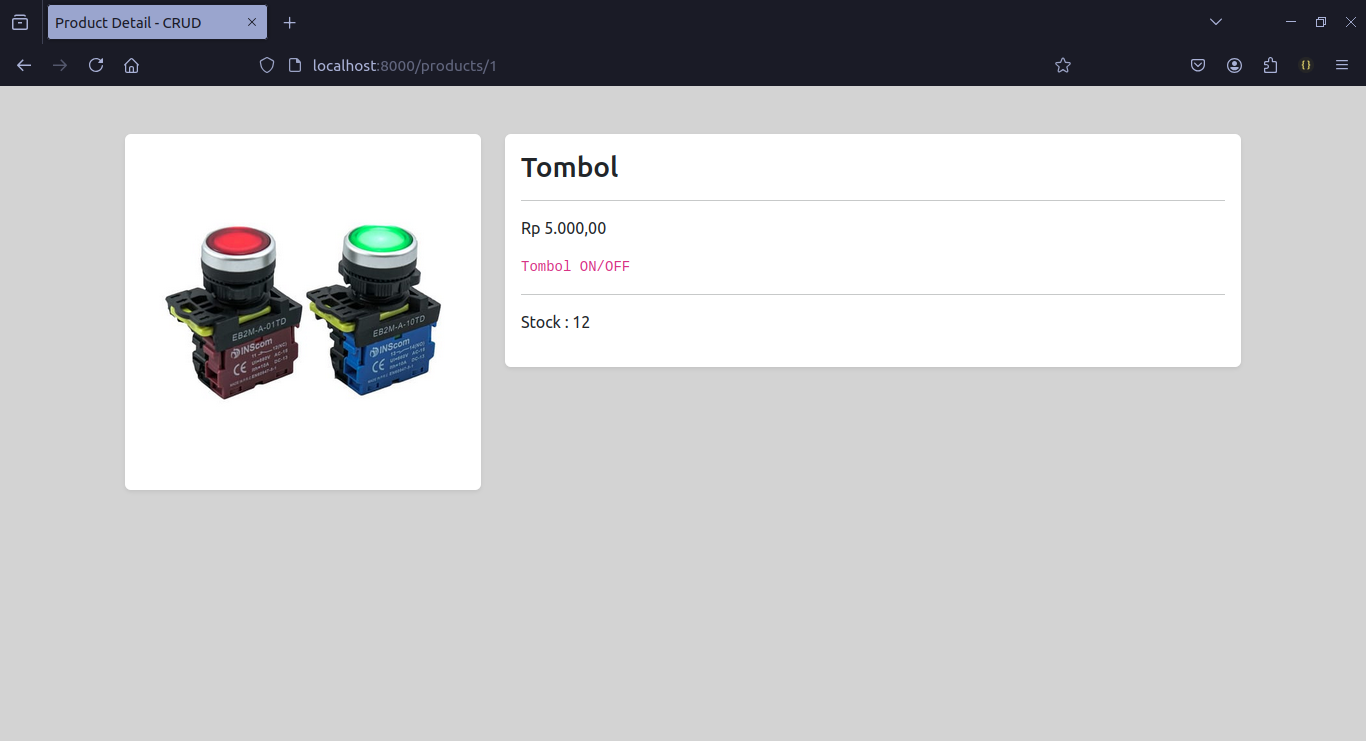 Product Detail - CRUD
localhost:8000/products/1
Tombol
Rp 5.000,00
Tombol ON/OFF
Stock : 12
EB2M-A-01TD
INScom
CE
EB2M-A-10TD
INScom
CE